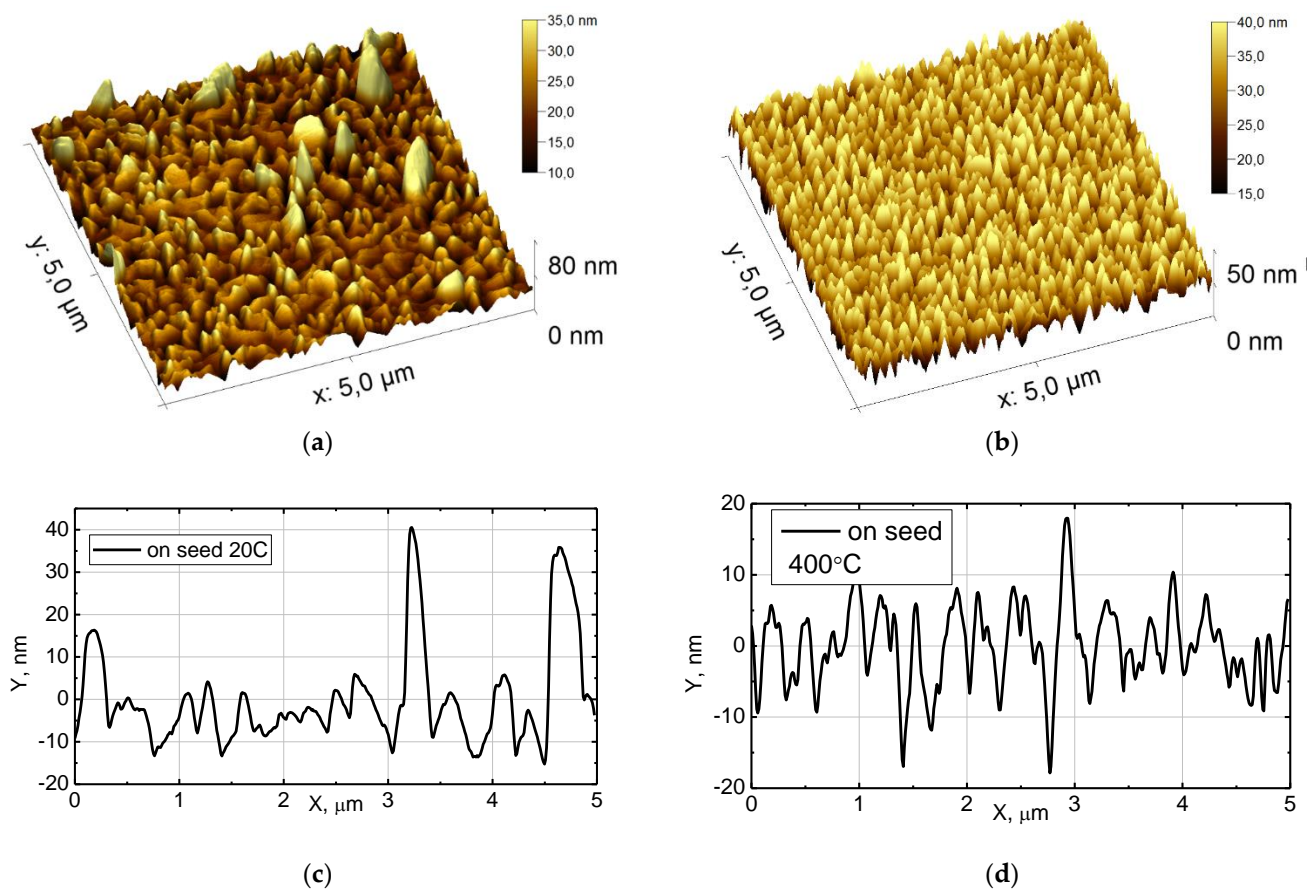 35,0 nm
30,0
25,0
20,0
15,0
10,0
y: 5,0 µm
x: 5,0 µm
80 nm
0 nm
(a)
40,0 nm
35,0
30,0
25,0
20,0
15,0
y: 5,0 µm
x: 5,0 µm
50 nm
0 nm
(b)
on seed 20C
Y, nm
40
30
20
10
0
-10
-20
0 1 2 3 4 5
X, µm
(c)
on seed
400°C
Y, nm
20
10
0
-10
-20
0 1 2 3 4 5
X, µm
(d)